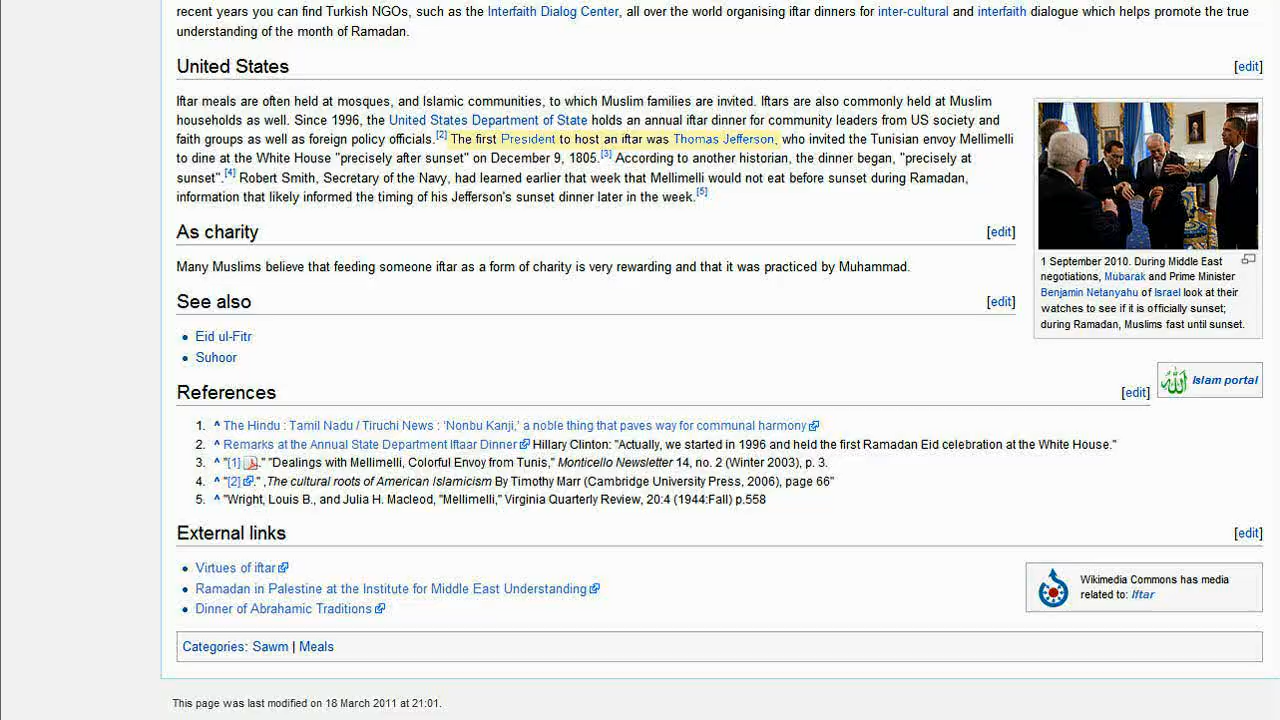 recent years you can find Turkish NGOs, such as the Interfaith Dialog Center, all over the world organising iftar dinners for inter-cultural and interfaith dialogue which helps promote the true
understanding of the month of Ramadan.
United States
[edit]
Iftar meals are often held at mosques, and Islamic communities, to which Muslim families are invited. Iftars are also commonly held at Muslim
households as well. Since 1996, the United States Department of State holds an annual iftar dinner for community leaders from US society and
faith groups as well as foreign policy officials.[2] The first President to host an iftar was Thomas Jefferson, who invited the Tunisian envoy Mellimelli
to dine at the White House "precisely after sunset" on December 9, 1805.[3] According to another historian, the dinner began, "precisely at
sunset".[4] Robert Smith, Secretary of the Navy, had learned earlier that week that Mellimelli would not eat before sunset during Ramadan,
information that likely informed the timing of his Jefferson's sunset dinner later in the week.[5]
1 September 2010. During Middle East
negotiations, Mubarak and Prime Minister
Benjamin Netanyahu of Israel look at their
watches to see if it is officially sunset;
during Ramadan, Muslims fast until sunset.
As charity
[edit]
Many Muslims believe that feeding someone iftar as a form of charity is very rewarding and that it was practiced by Muhammad.
See also
[edit]
• Eid ul-Fitr
• Suhoor
الله
Islam portal
References
[edit]
1. ^ The Hindu : Tamil Nadu / Tiruchi News : 'Nonbu Kanji,' a noble thing that paves way for communal harmony
2. ^ Remarks at the Annual State Department Iftaar Dinner Hillary Clinton: "Actually, we started in 1996 and held the first Ramadan Eid celebration at the White House."
3. ^ "[1]." "Dealings with Mellimelli, Colorful Envoy from Tunis," Monticello Newsletter 14, no. 2 (Winter 2003), p. 3.
4. ^ "[2]." ,The cultural roots of American Islamicism By Timothy Marr (Cambridge University Press, 2006), page 66"
5. ^ "Wright, Louis B., and Julia H. Macleod, "Mellimelli," Virginia Quarterly Review, 20:4 (1944:Fall) p.558
External links
[edit]
• Virtues of iftar
• Ramadan in Palestine at the Institute for Middle East Understanding
• Dinner of Abrahamic Traditions
Wikimedia Commons has media
related to: Iftar
Categories: Sawm | Meals
This page was last modified on 18 March 2011 at 21:01.